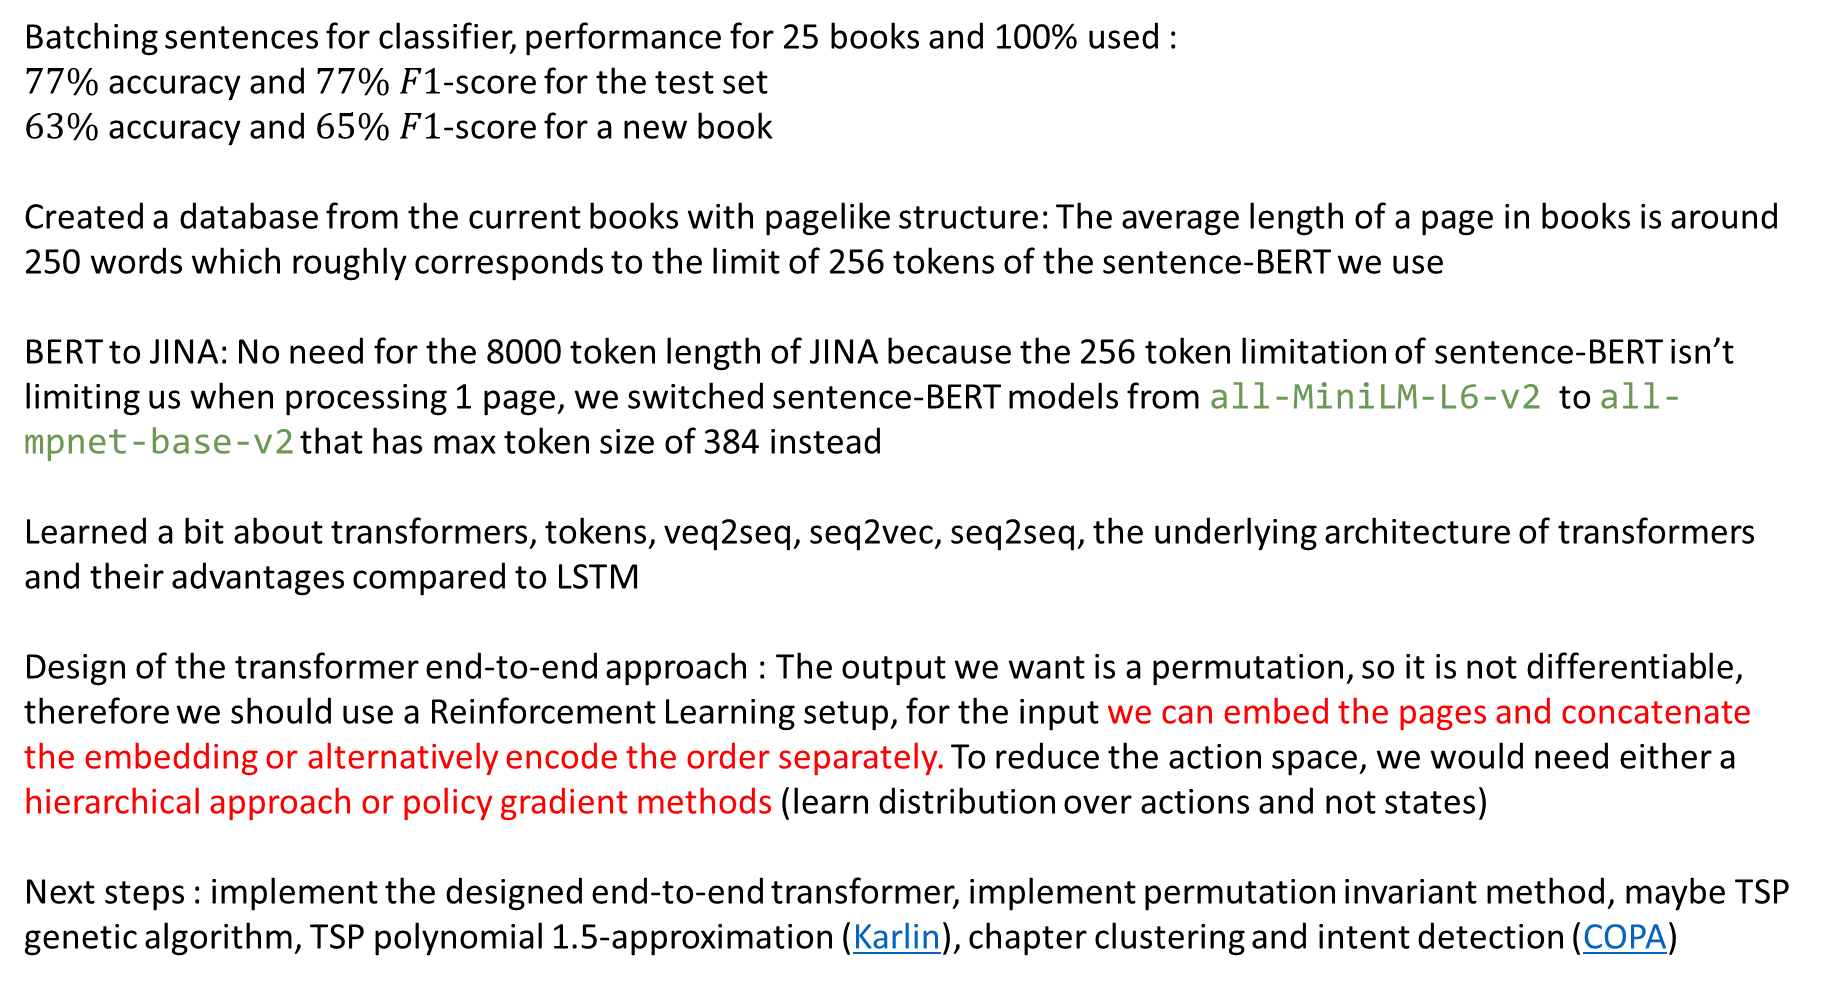 Batching sentences for classifier, performance for 25 books and 100% used :
77% accuracy and 77% F1-score for the test set
63% accuracy and 65% F1-score for a new book
Created a database from the current books with pagelike structure: The average length of a page in books is around
250 words which roughly corresponds to the limit of 256 tokens of the sentence-BERT we use
BERT to JINA: No need for the 8000 token length of JINA because the 256 token limitation of sentence-BERT isn’t
limiting us when processing 1 page, we switched sentence-BERT models from all-MiniLM-L6-v2 to all-
mpnet-base-v2 that has max token size of 384 instead
Learned a bit about transformers, tokens, veq2seq, seq2vec, seq2seq, the underlying architecture of transformers
and their advantages compared to LSTM
Design of the transformer end-to-end approach : The output we want is a permutation, so it is not differentiable,
therefore we should use a Reinforcement Learning setup, for the input we can embed the pages and concatenate
the embedding or alternatively encode the order separately. To reduce the action space, we would need either a
hierarchical approach or policy gradient methods (learn distribution over actions and not states)
Next steps : implement the designed end-to-end transformer, implement permutation invariant method, maybe TSP
genetic algorithm, TSP polynomial 1.5-approximation (Karlin), chapter clustering and intent detection (COPA)